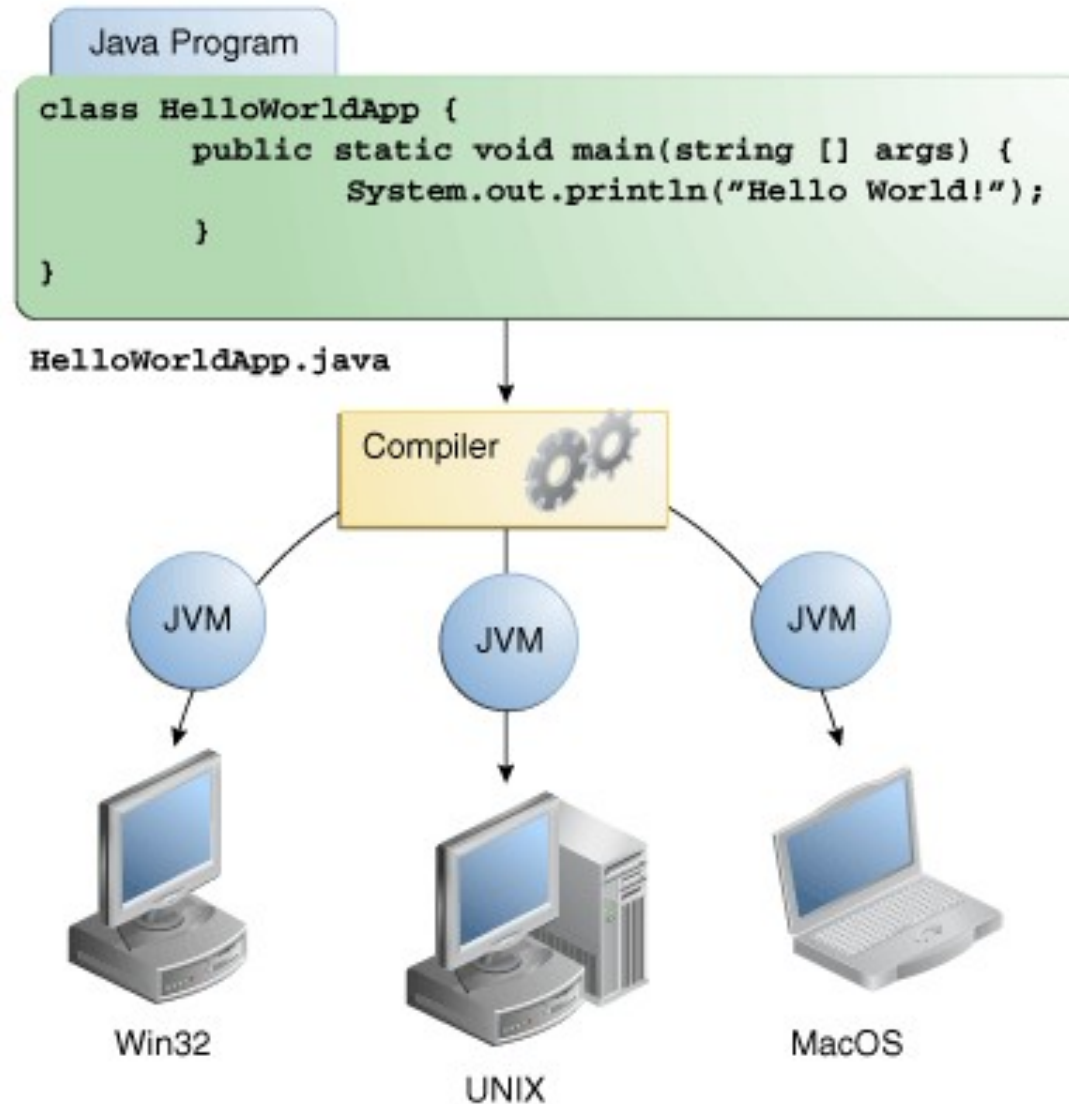 Java Program
class HelloWorldApp {
public static void main(string [] args) {
System.out.println(”Hello World!”);
}
}
HelloWorldApp.java
Compiler
JVM
JVM
JVM
Win32
UNIX
MacOS